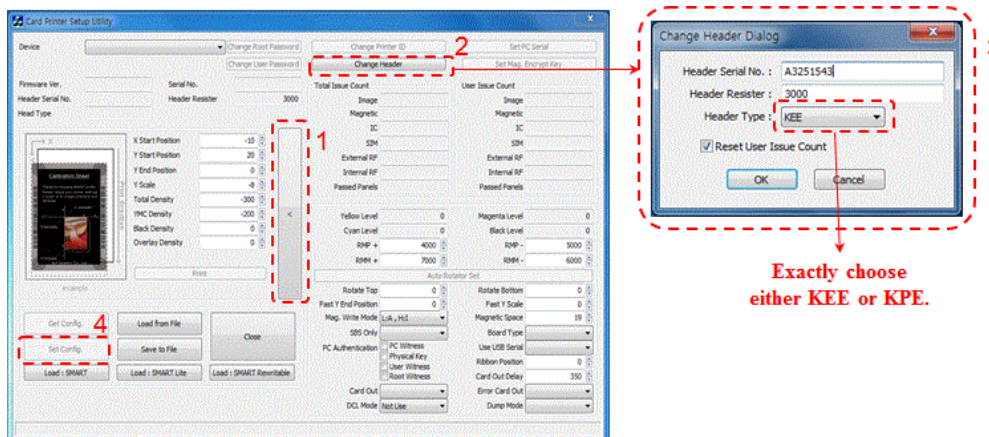 Card Printer Setup Utility
Device
Change Root Password
Change Printer ID
Set PC Serial
2
Change User Password
Change Header
Set Mag. Encrypt Key
Firmware Ver.
Serial No.
Total Issue Count
User Issue Count
Header Serial No.
Header Resister
3000
Image
Image
Head Type
Magnetic
Magnetic
1
IC
IC
X
X Start Position
-10
SIM
SIM
Y Start Position
20
External RF
External RF
Y End Position
0
Internal RF
Internal RF
Y Scale
-8
Passed Panels
Passed Panels
Calibration Sheet
Total Density
-300
YMC Density
-200
<
Yellow Level
0
Magenta Level
0
Black Density
0
Cyan Level
0
Black Level
0
Overlay Density
0
RMP +
4000
RMP -
5000
RMM +
7000
RMM -
6000
Print
Auto Rotator Set
example
Rotate Top
0
Rotate Bottom
0
Fast Y End Position
0
Fast Y Scale
0
4
Get Config.
Load from File
Close
Mag. Write Mode
L:A , H:I
Magnetic Space
19
SBS Only
Board Type
Set Config.
Save to File
PC Authentication
PC Witness
Physical Key
User Witness
Root Witness
Use USB Serial
Ribbon Position
0
Load : SMART
Load : SMART Lite
Load : SMART Rewritable
Card Out Delay
350
Card Out
Error Card Out
DCL Mode
Not Use
Dump Mode
Change Header Dialog
Header Serial No. :
A3251543
Header Resister :
3000
Header Type :
KEE
Reset User Issue Count
OK
Cancel
Exactly choose
either KEE or KPE.